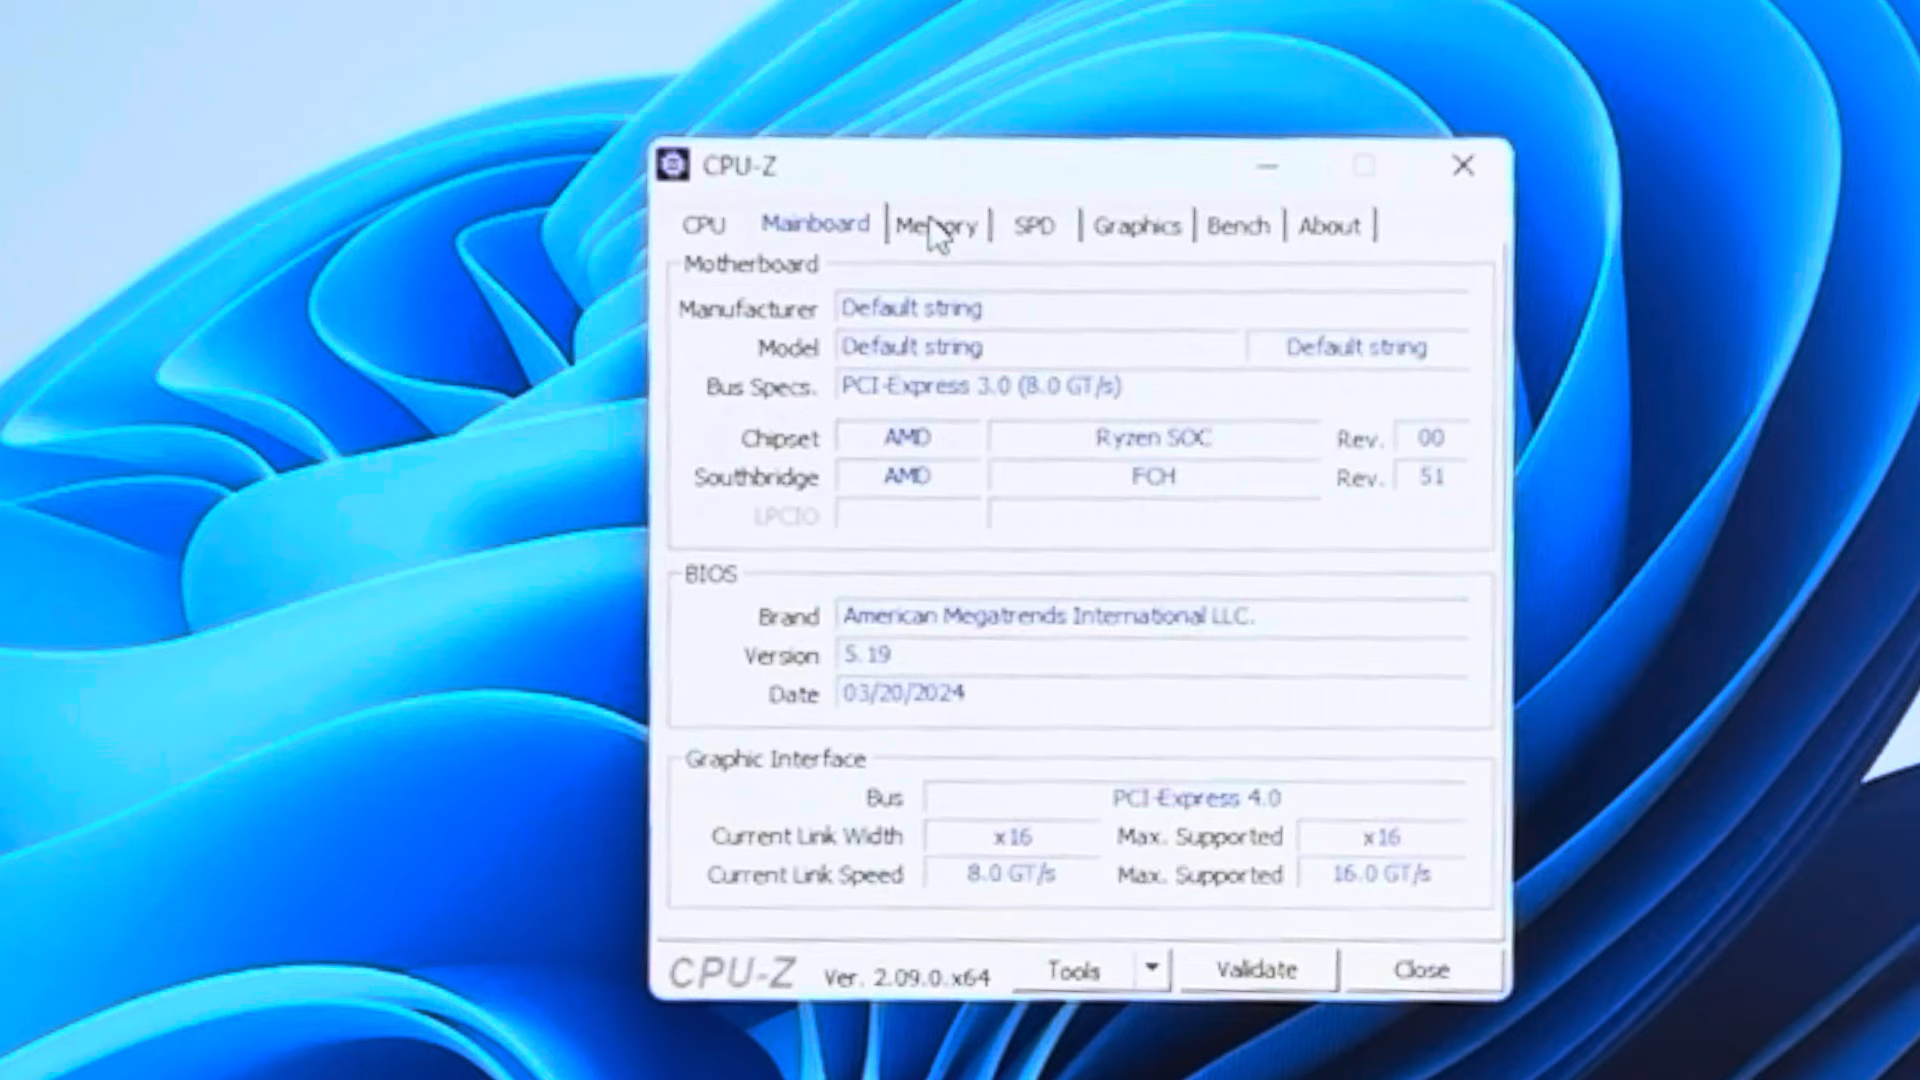 CPU-Z
CPU Mainboard Memory SPD Graphics Bench About
Motherboard
Manufacturer Default string
Model Default string Default string
Bus Specs. PCI-Express 3.0 (8.0 GT/s)
Chipset AMD Ryzen SOC Rev. 00
Southbridge AMD FCH Rev. 51
LPCIO
BIOS
Brand American Megatrends International LLC.
Version 5.19
Date 03/20/2024
Graphic Interface
Bus PCI-Express 4.0
Current Link Width x16 Max. Supported x16
Current Link Speed 8.0 GT/s Max. Supported 16.0 GT/s
CPU-Z Ver. 2.09.0.x64 Tools Validate Close